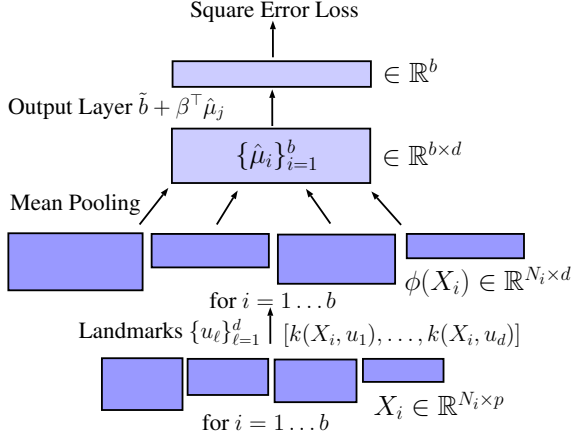 Square Error Loss
∈ ℝ^b
Output Layer b̃ + β^⊤ μ̂_j
{μ̂_i}_{i=1}^b ∈ ℝ^{b×d}
Mean Pooling
ϕ(X_i) ∈ ℝ^{N_i×d}
for i = 1 … b
Landmarks {u_ℓ}_{ℓ=1}^d [k(X_i, u_1), …, k(X_i, u_d)]
X_i ∈ ℝ^{N_i×p}
for i = 1 … b